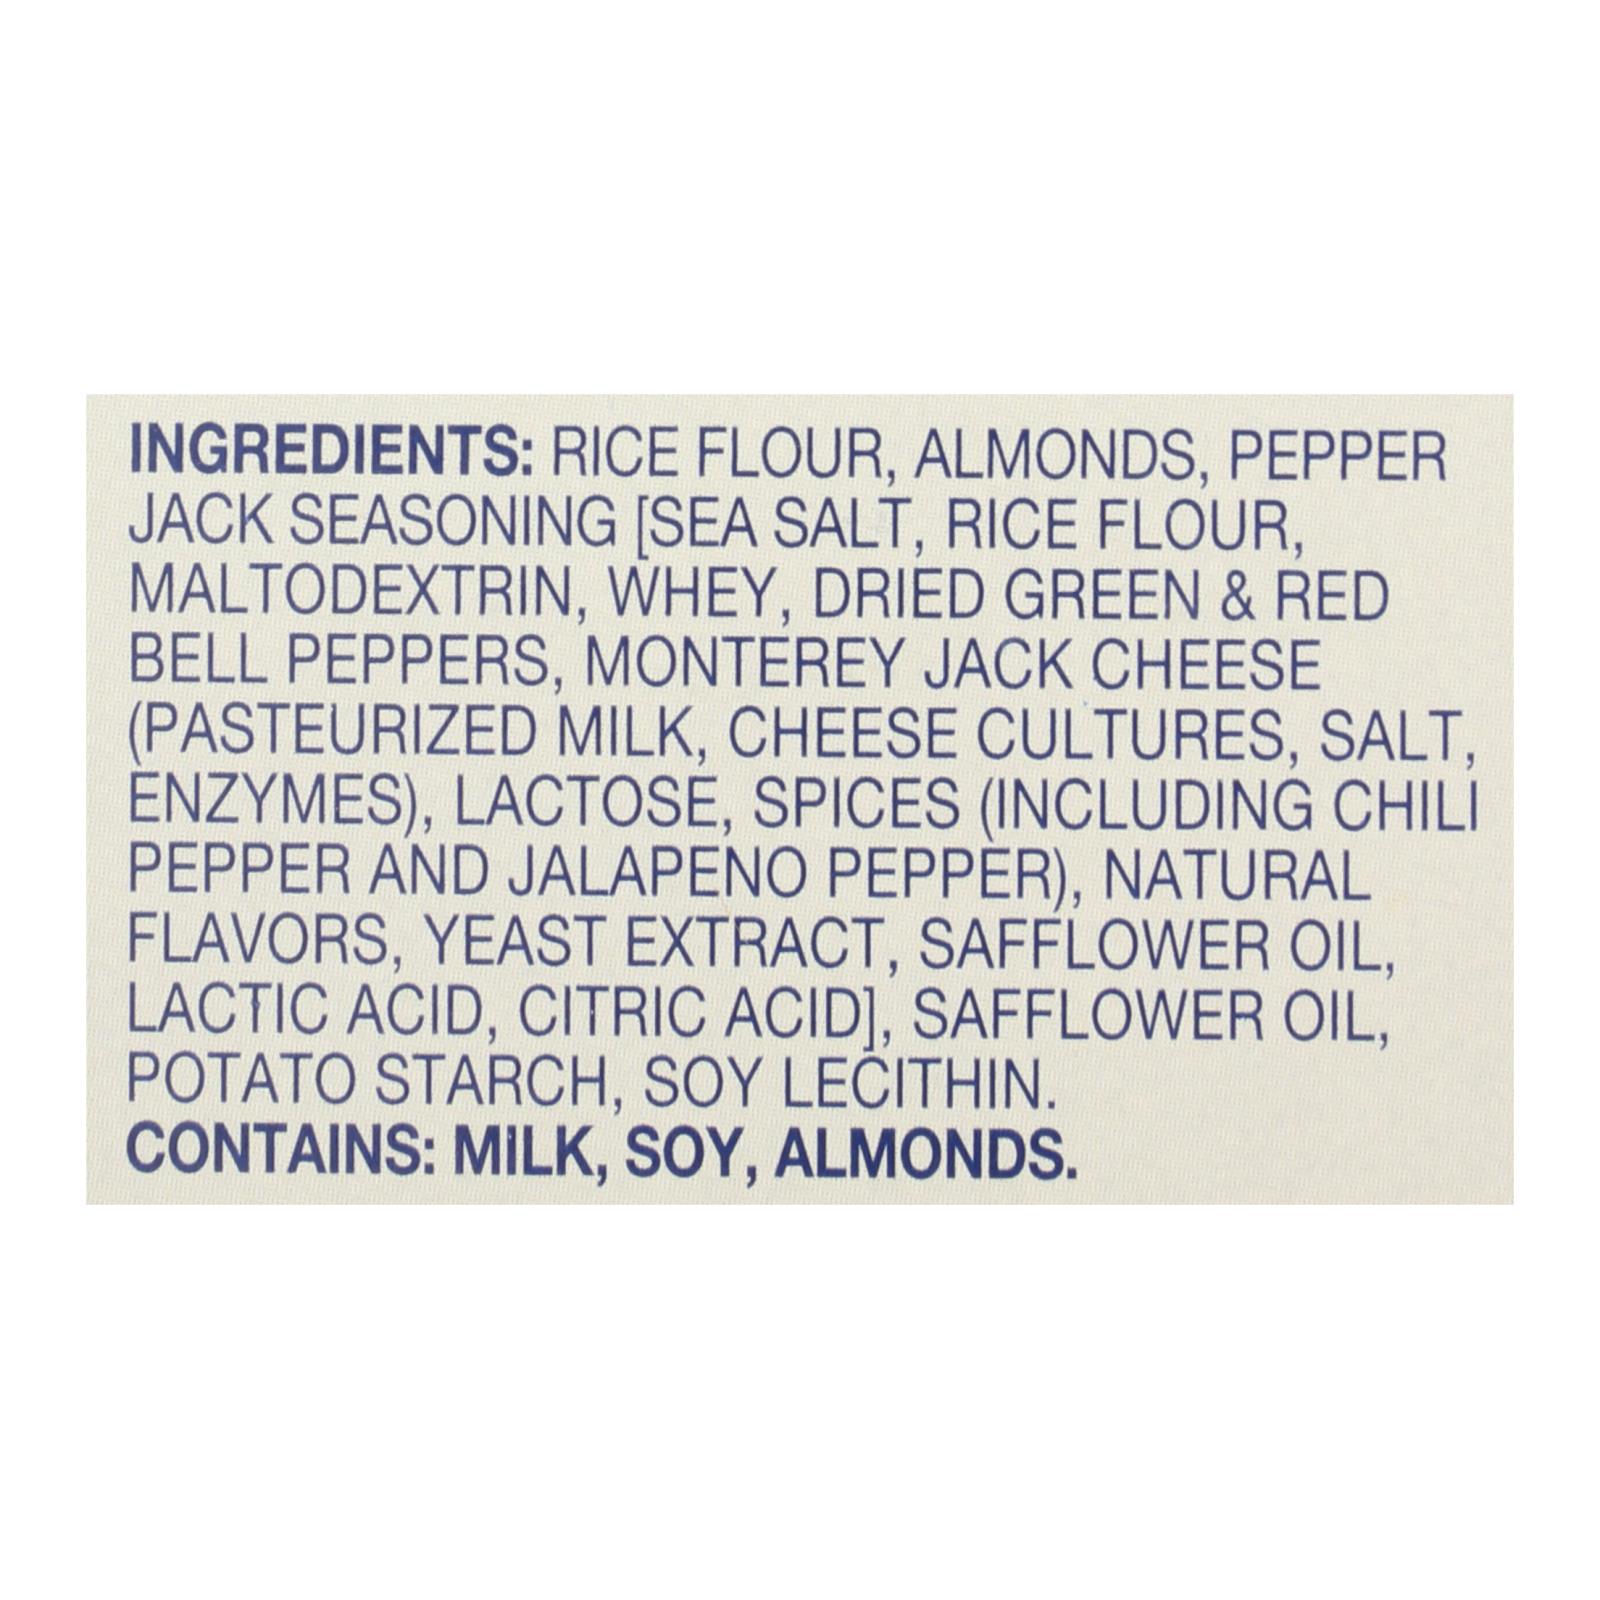 INGREDIENTS: RICE FLOUR, ALMONDS, PEPPER
JACK SEASONING [SEA SALT, RICE FLOUR,
MALTODEXTRIN, WHEY, DRIED GREEN & RED
BELL PEPPERS, MONTEREY JACK CHEESE
(PASTEURIZED MILK, CHEESE CULTURES, SALT,
ENZYMES), LACTOSE, SPICES (INCLUDING CHILI
PEPPER AND JALAPENO PEPPER), NATURAL
FLAVORS, YEAST EXTRACT, SAFFLOWER OIL,
LACTIC ACID, CITRIC ACID], SAFFLOWER OIL,
POTATO STARCH, SOY LECITHIN.
CONTAINS: MILK, SOY, ALMONDS.